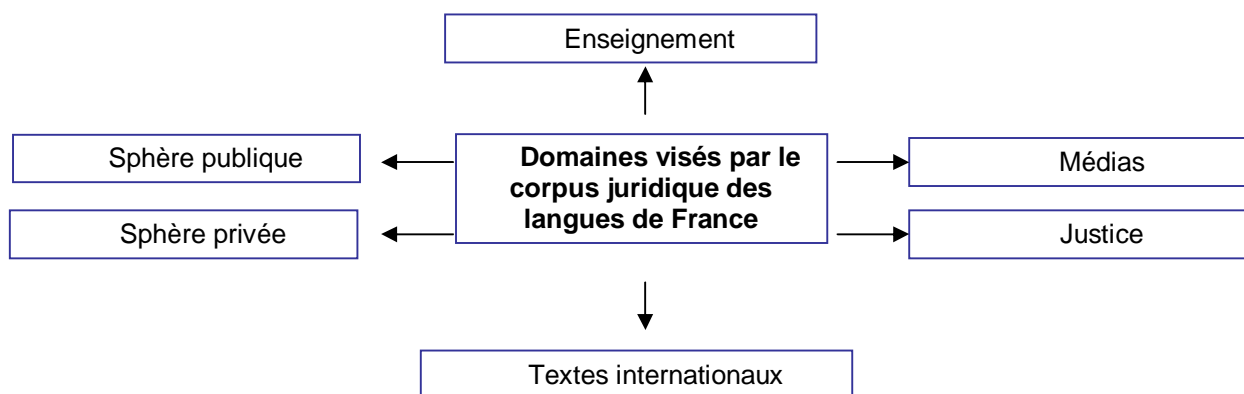 Enseignement
Sphère publique
Domaines visés par le
corpus juridique des
langues de France
Médias
Sphère privée
Justice
Textes internationaux